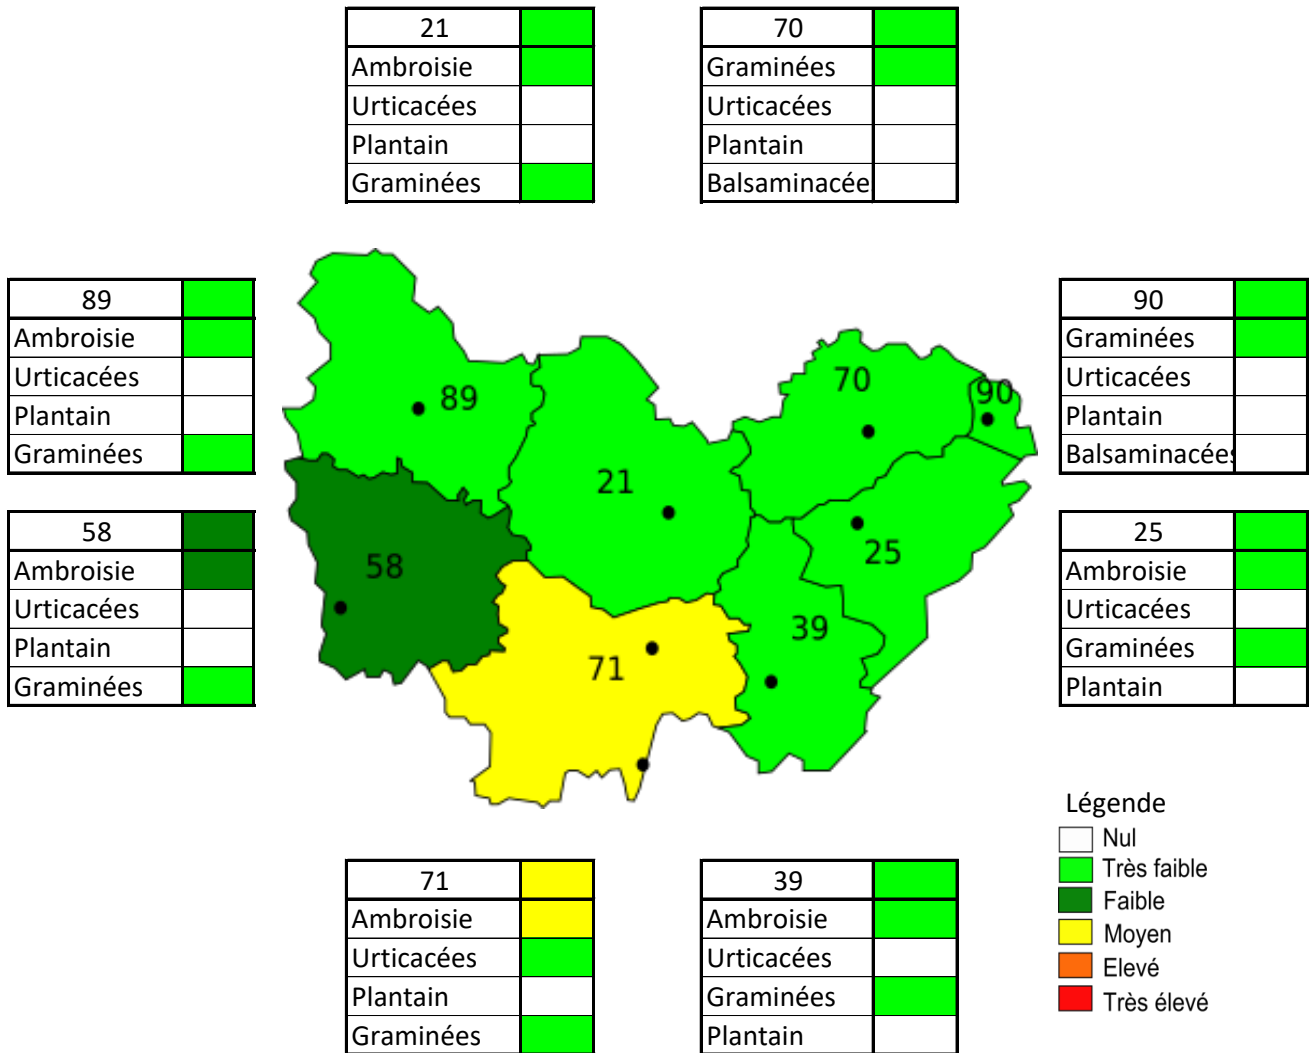 21
Ambroisie
Urticacées
Plantain
Graminées
70
Graminées
Urticacées
Plantain
Balsaminacée
89
Ambroisie
Urticacées
Plantain
Graminées
90
Graminées
Urticacées
Plantain
Balsaminacées
58
Ambroisie
Urticacées
Plantain
Graminées
25
Ambroisie
Urticacées
Graminées
Plantain
89
70
90
21
25
58
39
71
71
Ambroisie
Urticacées
Plantain
Graminées
39
Ambroisie
Urticacées
Graminées
Plantain
Légende
Nul
Très faible
Faible
Moyen
Elevé
Très élevé